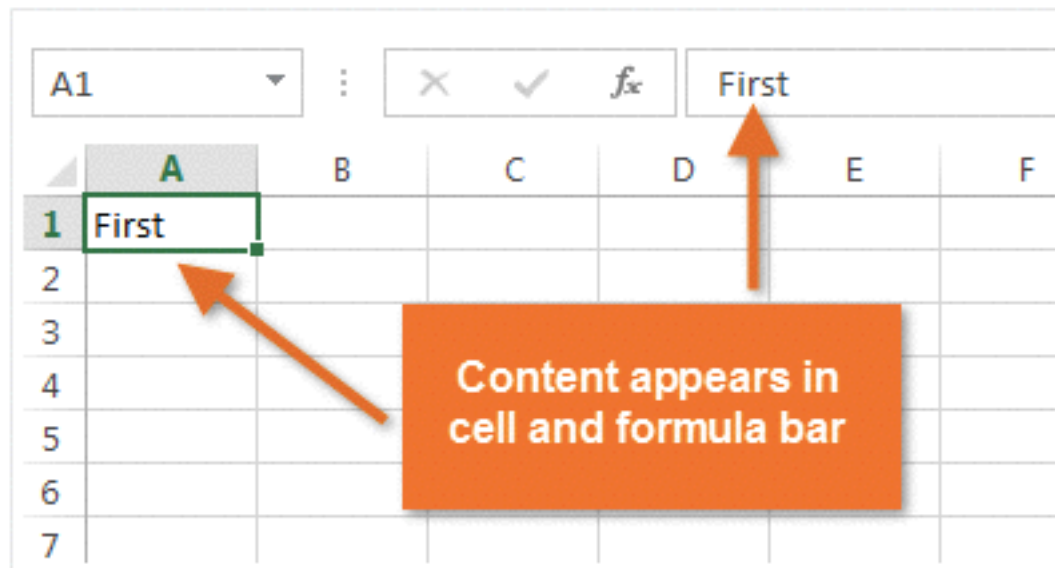 A1 fx First
A B C D E F
1 First
2
3
4
5
6
7
Content appears in
cell and formula bar